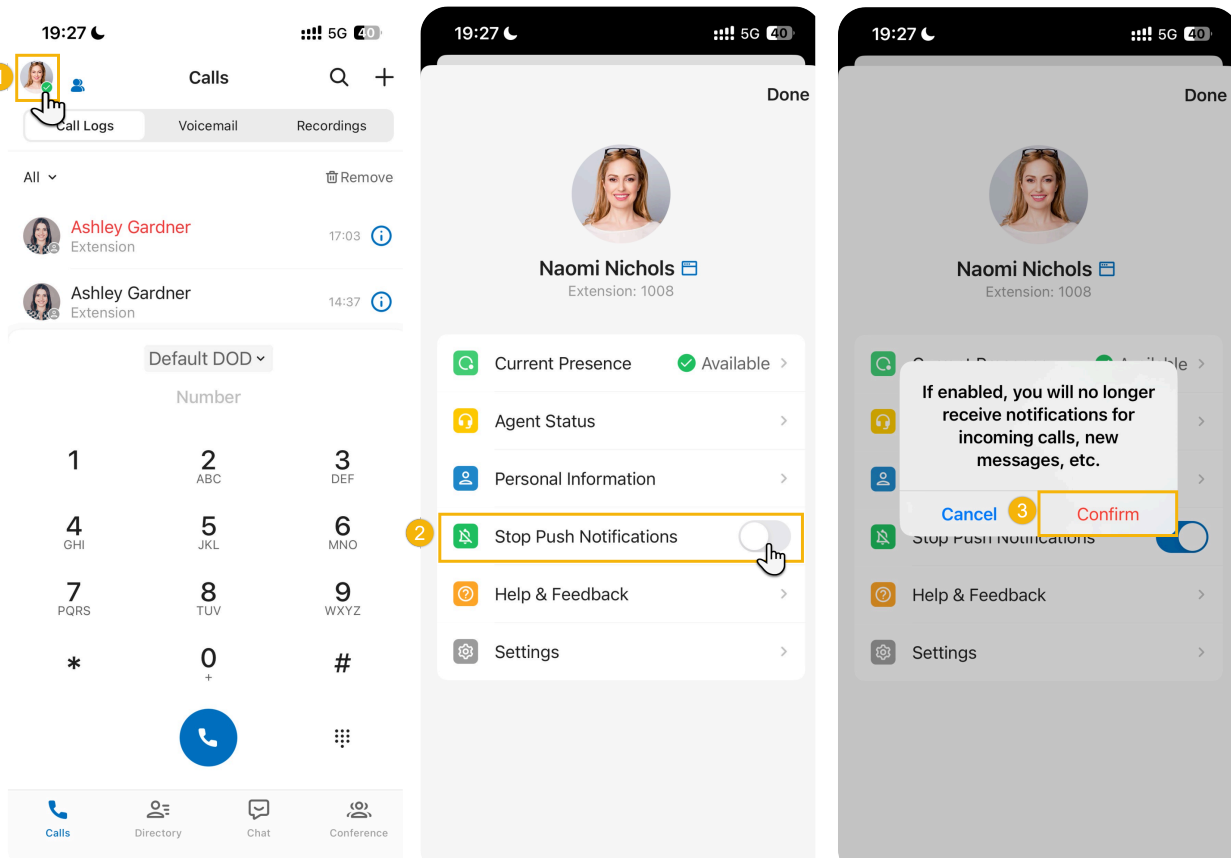 19:27
5G 40
1
Calls
Call Logs
Voicemail
Recordings
All
Remove
Ashley Gardner
Extension
17:03
Ashley Gardner
Extension
14:37
Default DOD
Number
1
2
ABC
3
DEF
4
GHI
5
JKL
6
MNO
7
PQRS
8
TUV
9
WXYZ
*
0
+
#
Calls
Directory
Chat
Conference
19:27
5G 40
Done
Naomi Nichols
Extension: 1008
Current Presence
Available
Agent Status
Personal Information
2
Stop Push Notifications
Help & Feedback
Settings
19:27
5G 40
Done
Naomi Nichols
Extension: 1008
If enabled, you will no longer
receive notifications for
incoming calls, new
messages, etc.
Cancel
3
Confirm
Stop Push Notifications
Help & Feedback
Settings